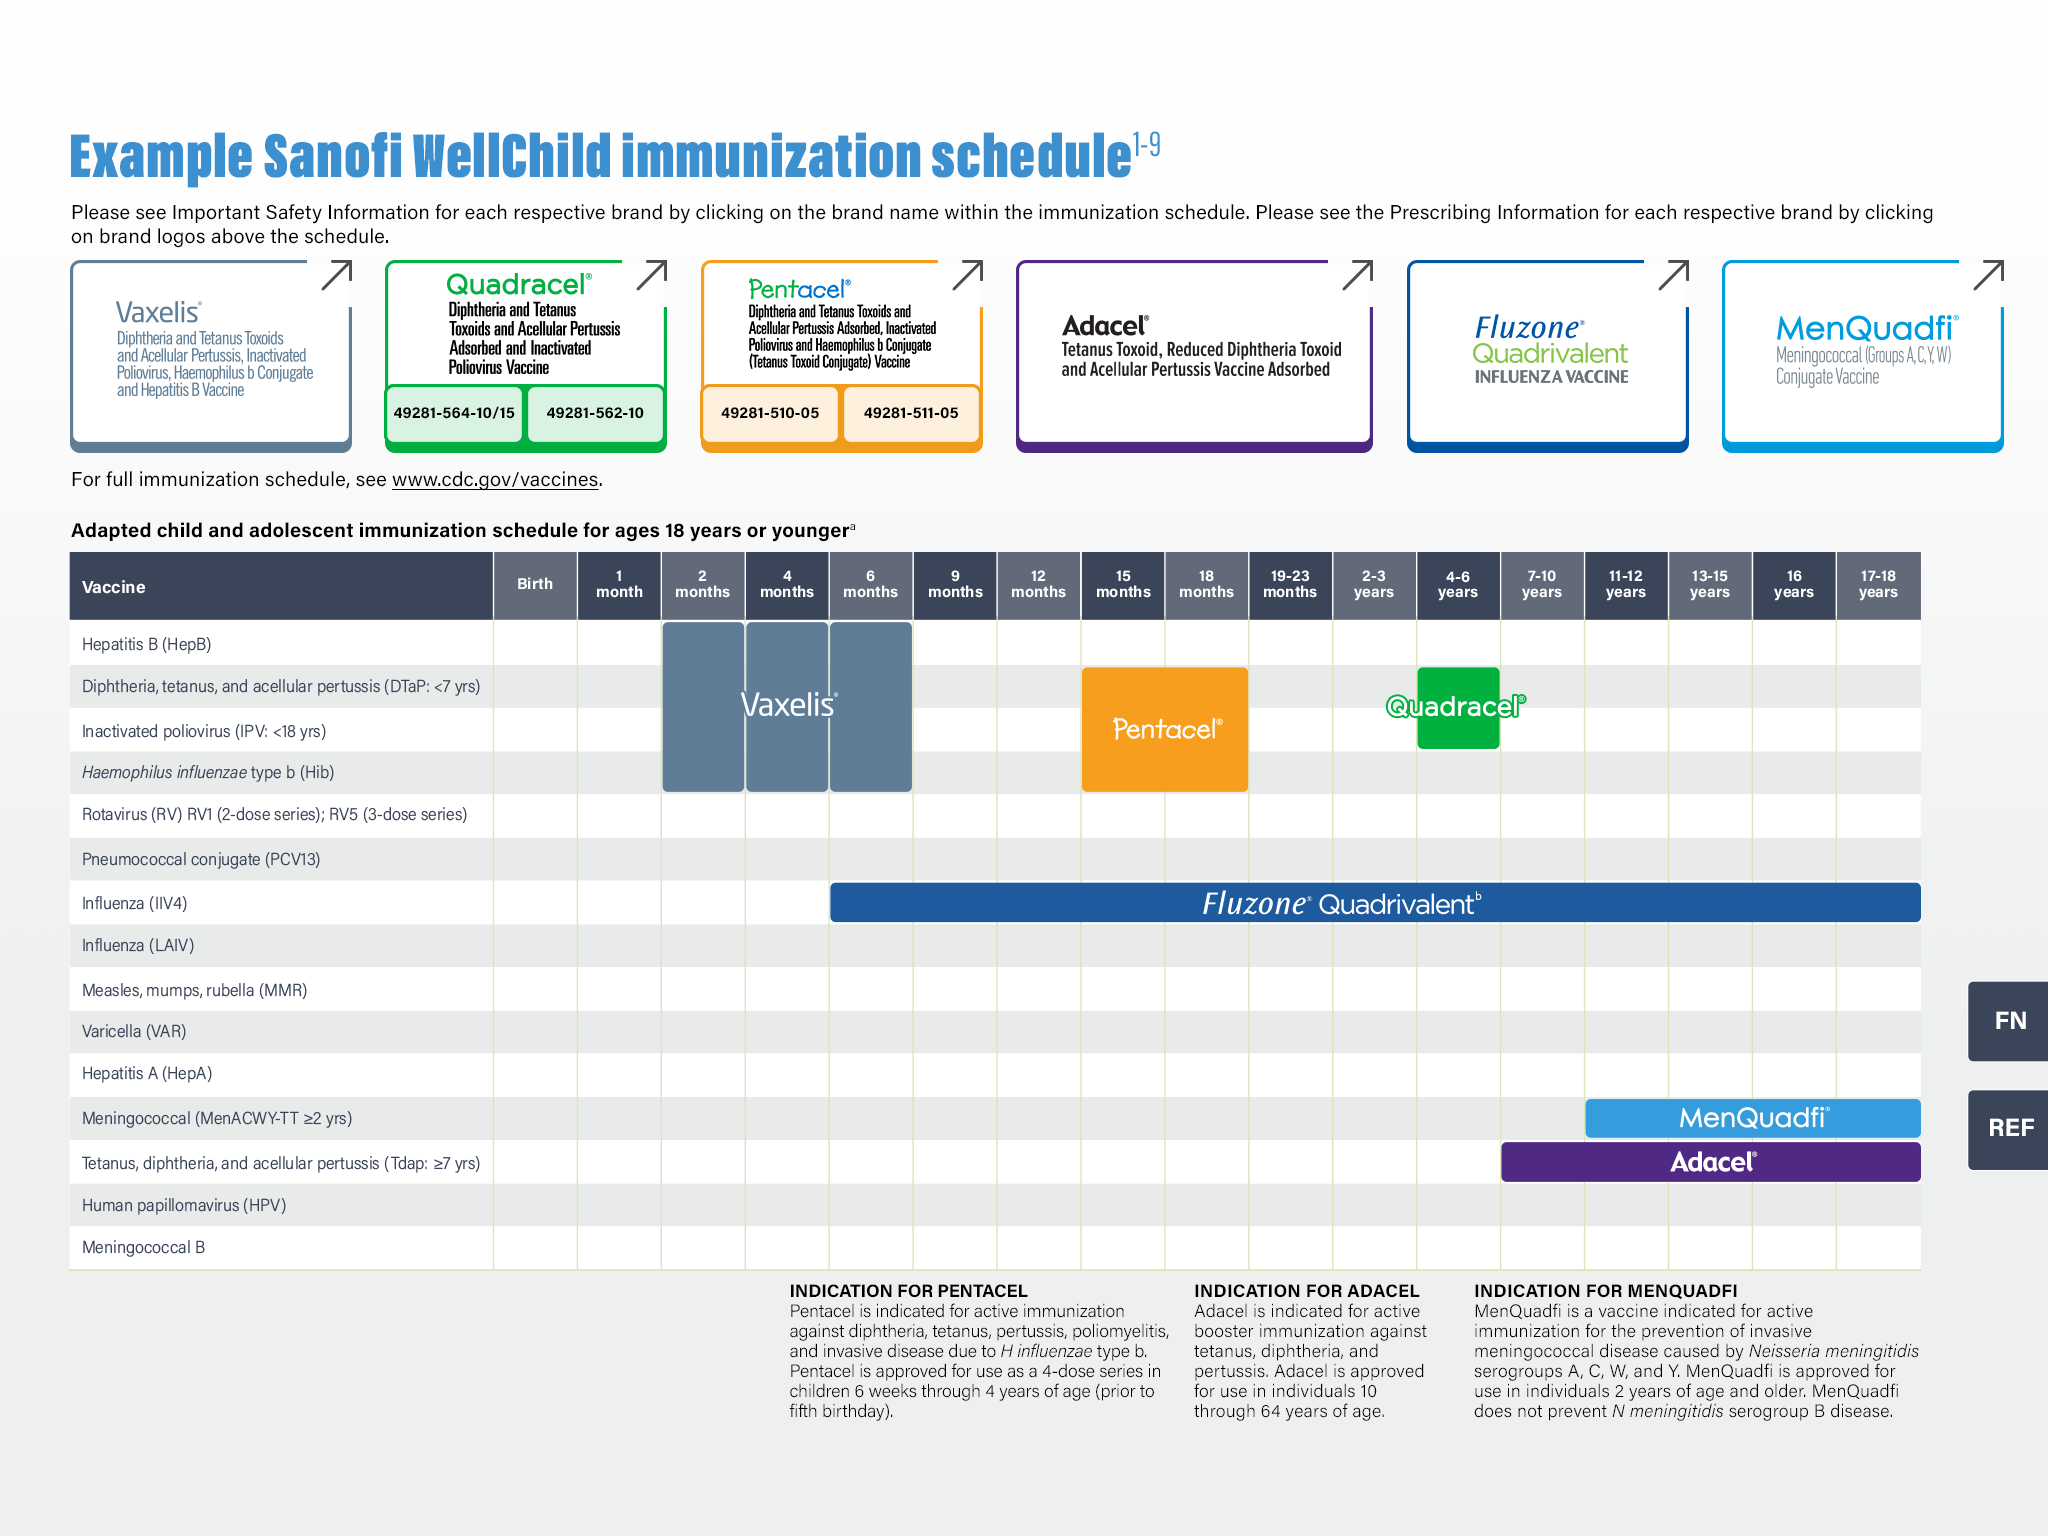 Example Sanofi WellChild immunization schedule1-9
Please see Important Safety Information for each respective brand by clicking on the brand name within the immunization schedule. Please see the Prescribing Information for each respective brand by clicking
on brand logos above the schedule.
Vaxelis®
Diphtheria and Tetanus Toxoids
and Acellular Pertussis, Inactivated
Poliovirus, Haemophilus b Conjugate
and Hepatitis B Vaccine
Quadracel®
Diphtheria and Tetanus
Toxoids and Acellular Pertussis
Adsorbed and Inactivated
Poliovirus Vaccine
49281-564-10/15 49281-562-10
Pentacel®
Diphtheria and Tetanus Toxoids and
Acellular Pertussis Adsorbed, Inactivated
Poliovirus and Haemophilus b Conjugate
(Tetanus Toxoid Conjugate) Vaccine
49281-510-05 49281-511-05
Adacel®
Tetanus Toxoid, Reduced Diphtheria Toxoid
and Acellular Pertussis Vaccine Adsorbed
Fluzone®
Quadrivalent
INFLUENZA VACCINE
MenQuadfi®
Meningococcal (Groups A, C, Y, W)
Conjugate Vaccine
For full immunization schedule, see www.cdc.gov/vaccines.
Adapted child and adolescent immunization schedule for ages 18 years or youngera
Vaccine
Birth
1
month
2
months
4
months
6
months
9
months
12
months
15
months
18
months
19-23
months
2-3
years
4-6
years
7-10
years
11-12
years
13-15
years
16
years
17-18
years
Hepatitis B (HepB)
Diphtheria, tetanus, and acellular pertussis (DTaP: <7 yrs)
Vaxelis®
Quadracel®
Inactivated poliovirus (IPV: <18 yrs)
Pentacel®
Haemophilus influenzae type b (Hib)
Rotavirus (RV) RV1 (2-dose series); RV5 (3-dose series)
Pneumococcal conjugate (PCV13)
Influenza (IIV4)
Fluzone® Quadrivalentb
Influenza (LAIV)
Measles, mumps, rubella (MMR)
Varicella (VAR)
Hepatitis A (HepA)
Meningococcal (MenACWY-TT ≥2 yrs)
MenQuadfi®
Tetanus, diphtheria, and acellular pertussis (Tdap: ≥7 yrs)
Adacel®
Human papillomavirus (HPV)
Meningococcal B
FN
REF
INDICATION FOR PENTACEL
Pentacel is indicated for active immunization
against diphtheria, tetanus, pertussis, poliomyelitis,
and invasive disease due to H influenzae type b.
Pentacel is approved for use as a 4-dose series in
children 6 weeks through 4 years of age (prior to
fifth birthday).
INDICATION FOR ADACEL
Adacel is indicated for active
booster immunization against
tetanus, diphtheria, and
pertussis. Adacel is approved
for use in individuals 10
through 64 years of age.
INDICATION FOR MENQUADFI
MenQuadfi is a vaccine indicated for active
immunization for the prevention of invasive
meningococcal disease caused by Neisseria meningitidis
serogroups A, C, W, and Y. MenQuadfi is approved for
use in individuals 2 years of age and older. MenQuadfi
does not prevent N meningitidis serogroup B disease.